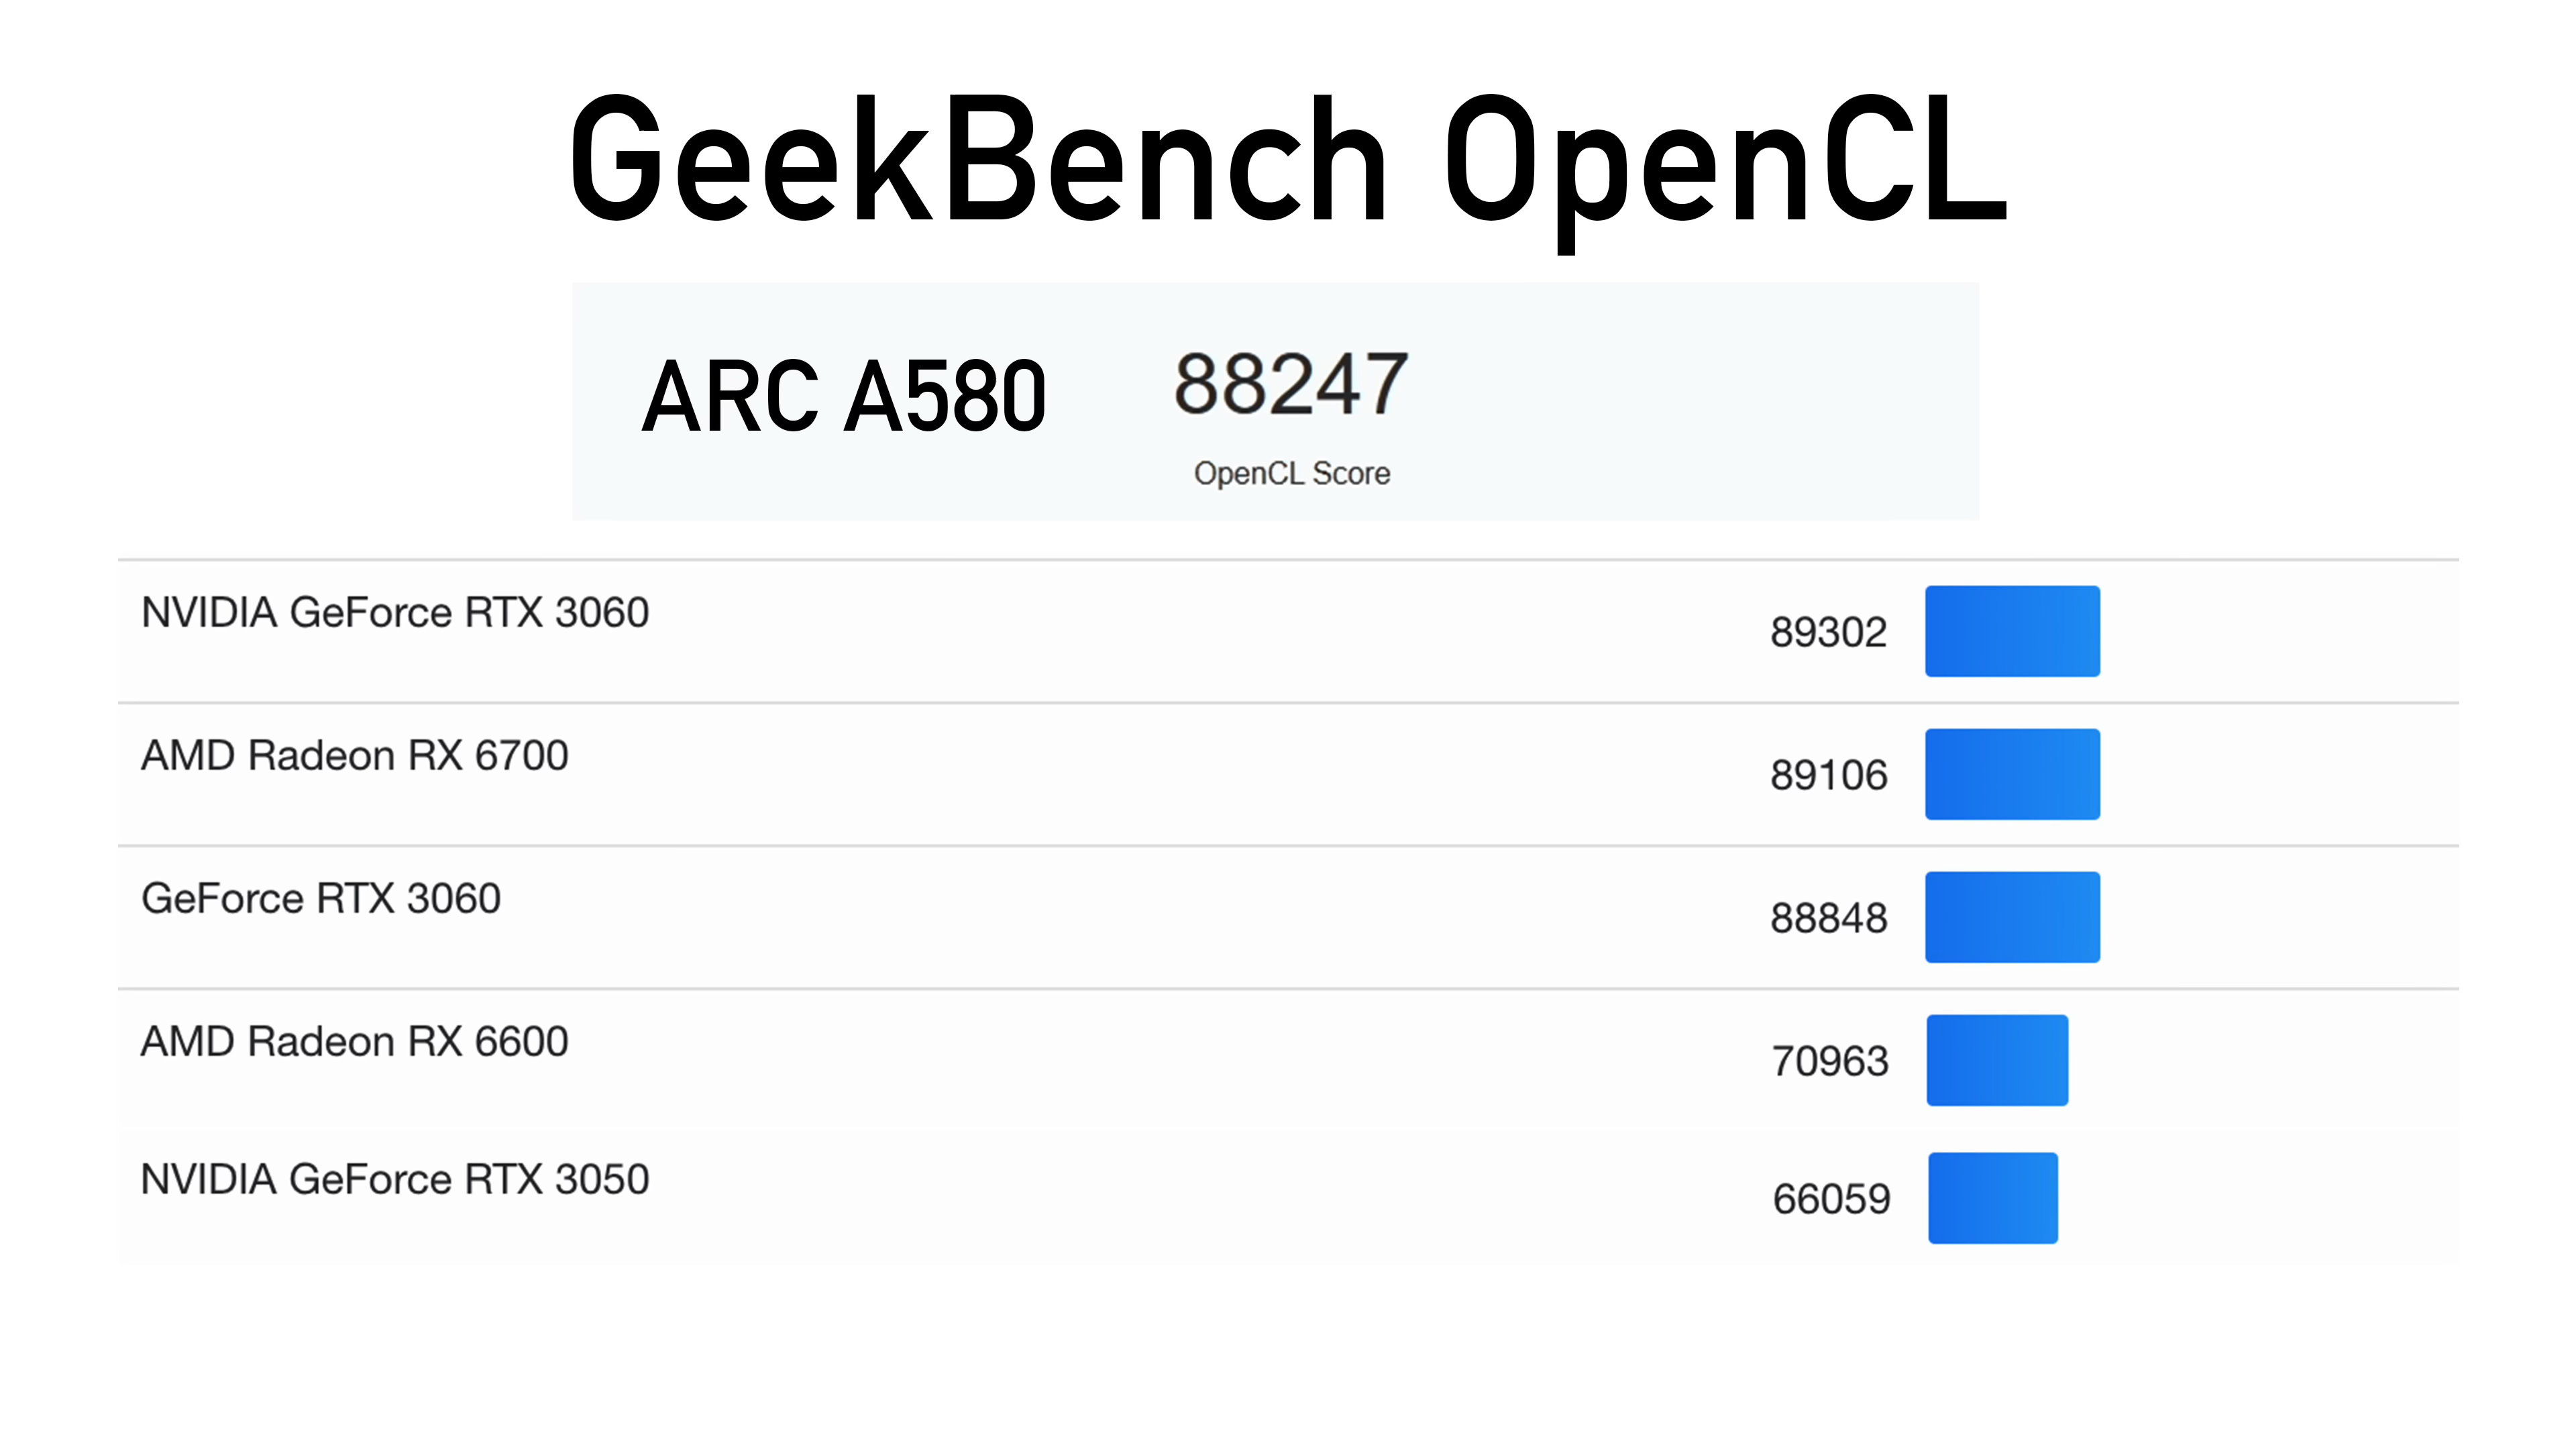 GeekBench OpenCL
ARC A580 88247
OpenCL Score
NVIDIA GeForce RTX 3060 89302
AMD Radeon RX 6700 89106
GeForce RTX 3060 88848
AMD Radeon RX 6600 70963
NVIDIA GeForce RTX 3050 66059